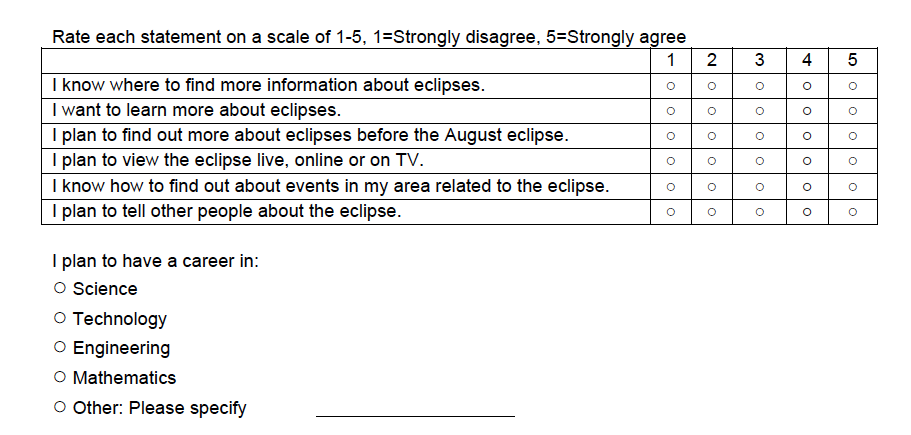 Rate each statement on a scale of 1-5, 1=Strongly disagree, 5=Strongly agree
1 2 3 4 5
I know where to find more information about eclipses.
I want to learn more about eclipses.
I plan to find out more about eclipses before the August eclipse.
I plan to view the eclipse live, online or on TV.
I know how to find out about events in my area related to the eclipse.
I plan to tell other people about the eclipse.
I plan to have a career in:
Science
Technology
Engineering
Mathematics
Other: Please specify